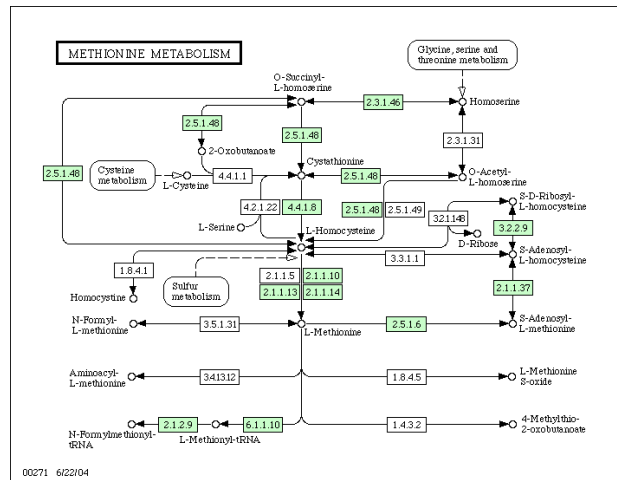 METHIONINE METABOLISM
Glycine, serine and
threonine metabolism
O-Succinyl-
L-homoserine
2.3.1.46
Homoserine
2.5.1.48
2-Oxobutanoate
2.5.1.48
2.3.1.31
2.5.1.48
Cysteine
metabolism
L-Cysteine
4.4.1.1
Cystathionine
2.5.1.48
O-Acetyl-
L-homoserine
4.2.1.22
4.4.1.8
2.5.1.48
2.5.1.49
L-Serine
L-Homocysteine
3.2.1.148
D-Ribose
S-D-Ribosyl-
L-homocysteine
3.2.2.9
S-Adenosyl-
L-homocysteine
3.3.1.1
1.8.4.1
Homocystine
Sulfur
metabolism
2.1.1.5
2.1.1.10
2.1.1.13
2.1.1.14
2.1.1.37
N-Formyl-
L-methionine
3.5.1.31
L-Methionine
2.5.1.6
S-Adenosyl-
L-methionine
Aminoacyl-
L-methionine
3.4.13.12
1.8.4.5
L-Methionine
S-oxide
N-Formylmethionyl-
tRNA
2.1.2.9
L-Methionyl-tRNA
6.1.1.10
1.4.3.2
4-Methylthio-
2-oxobutanoate
00271 6/22/04